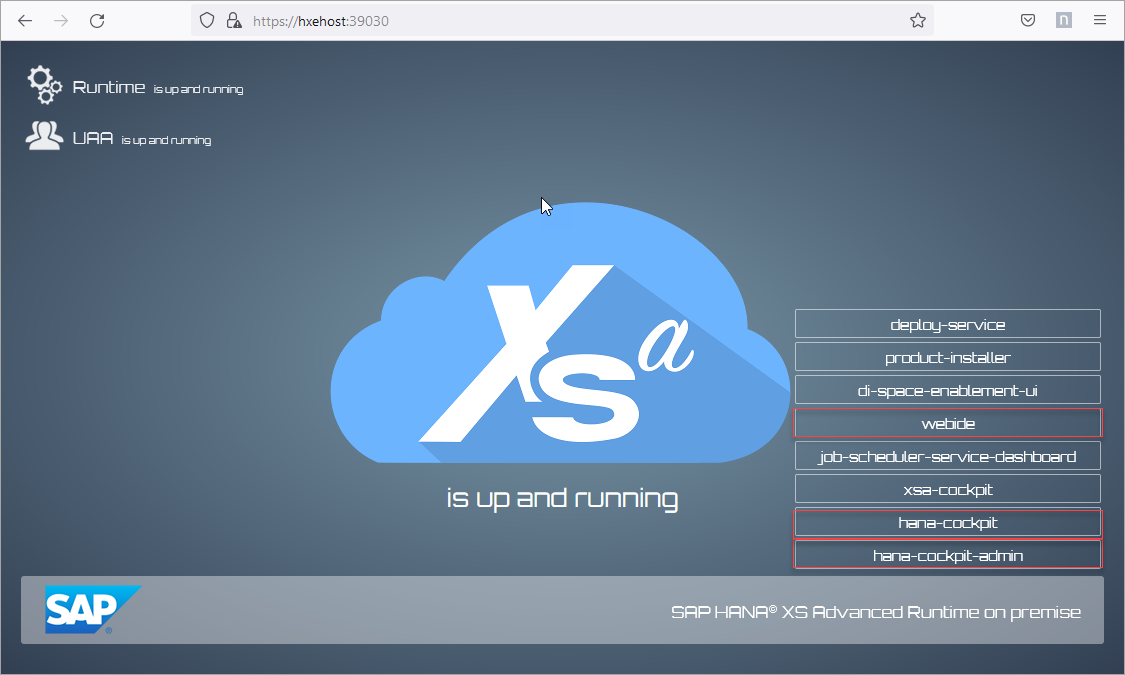 https://hxehost:39030
n
Runtime is up and running
UAA is up and running
XSa
is up and running
deploy-service
product-installer
di-space-enablement-ui
webide
job-scheduler-service-dashboard
xsa-cockpit
hana-cockpit
hana-cockpit-admin
SAP®
SAP HANA® XS Advanced Runtime on premise